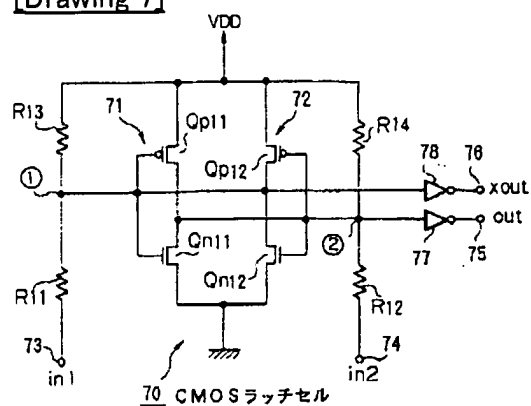 [Drawing 7]
VDD
R13
71
72
R14
Qp11
Qp12
78
76
xout
①
out
②
77
75
Qn11
Qn12
R11
R12
73
in1
74
in2
70 CMOSラッチセル